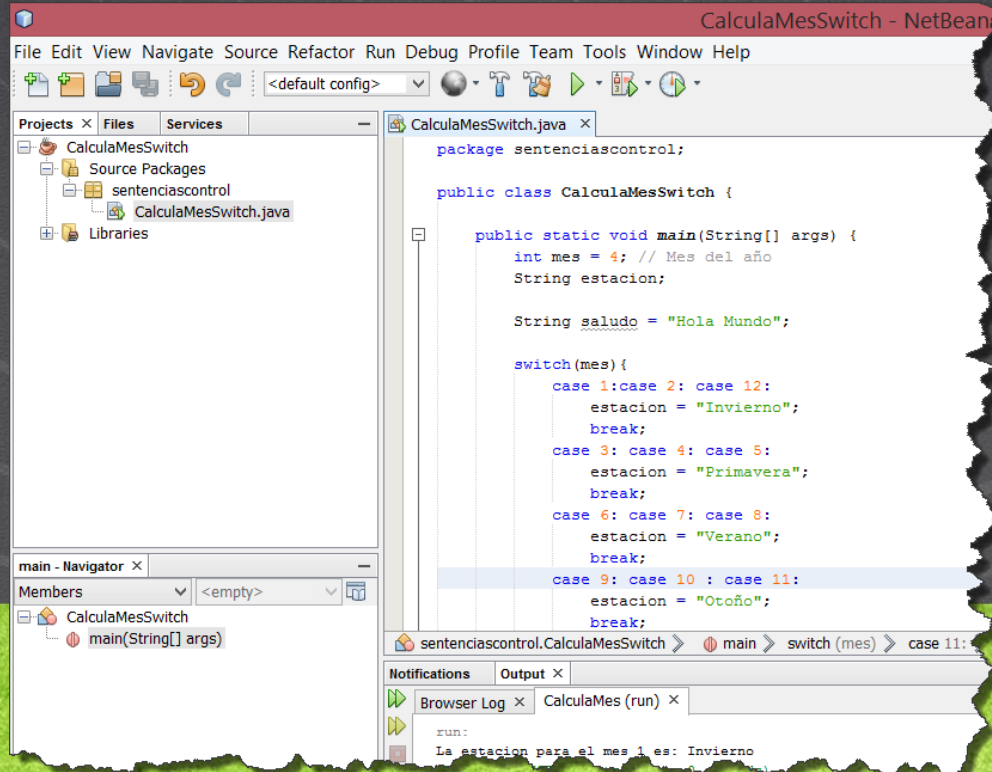 CalculaMesSwitch - NetBean
File Edit View Navigate Source Refactor Run Debug Profile Team Tools Window Help
<default config>
Projects × Files Services
CalculaMesSwitch
Source Packages
sentenciascontrol
CalculaMesSwitch.java
Libraries
main - Navigator ×
Members <empty>
CalculaMesSwitch
main(String[] args)
CalculaMesSwitch.java ×
package sentenciascontrol;
public class CalculaMesSwitch {
public static void main(String[] args) {
int mes = 4; // Mes del año
String estacion;
String saludo = "Hola Mundo";
switch(mes){
case 1:case 2: case 12:
estacion = "Invierno";
break;
case 3: case 4: case 5:
estacion = "Primavera";
break;
case 6: case 7: case 8:
estacion = "Verano";
break;
case 9: case 10 : case 11:
estacion = "Otoño";
break;
sentenciascontrol.CalculaMesSwitch main switch (mes) case 11:
Notifications Output ×
Browser Log × CalculaMes (run) ×
run:
La estacion para el mes 1 es: Invierno